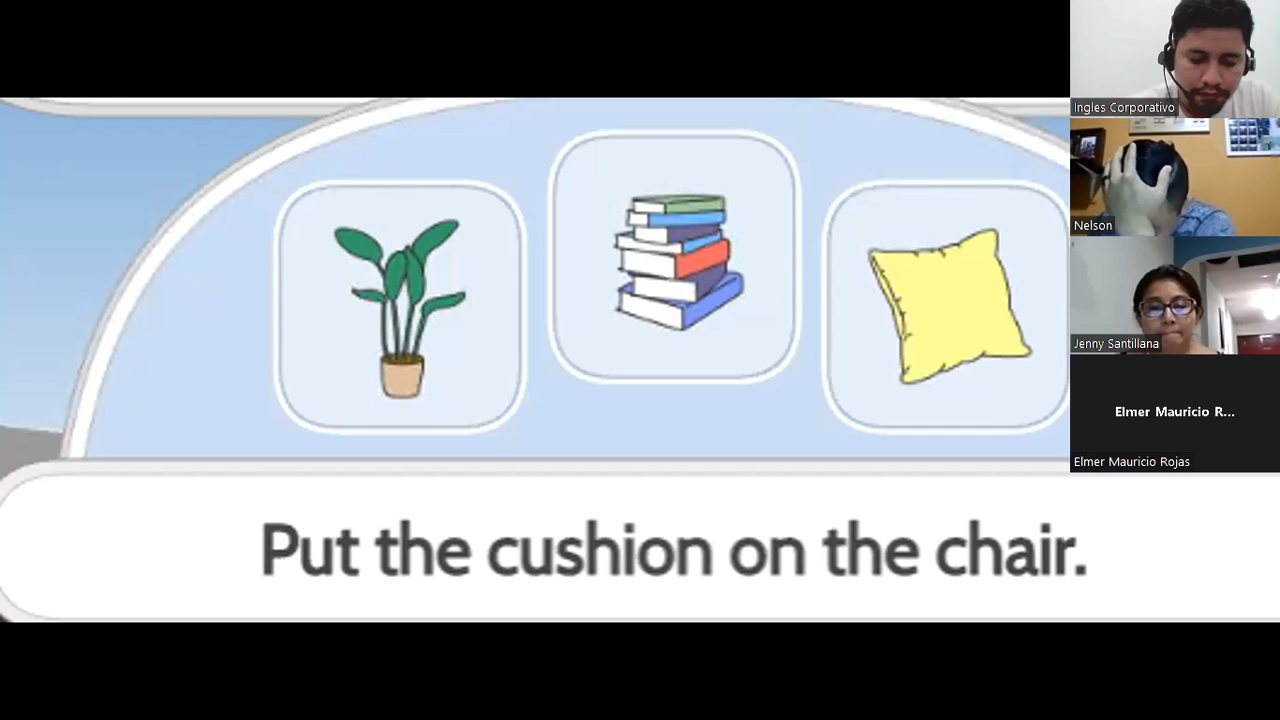 Ingles Corporativo
Nelson
Jenny Santillana
Elmer Mauricio R...
Elmer Mauricio Rojas
Put the cushion on the chair.